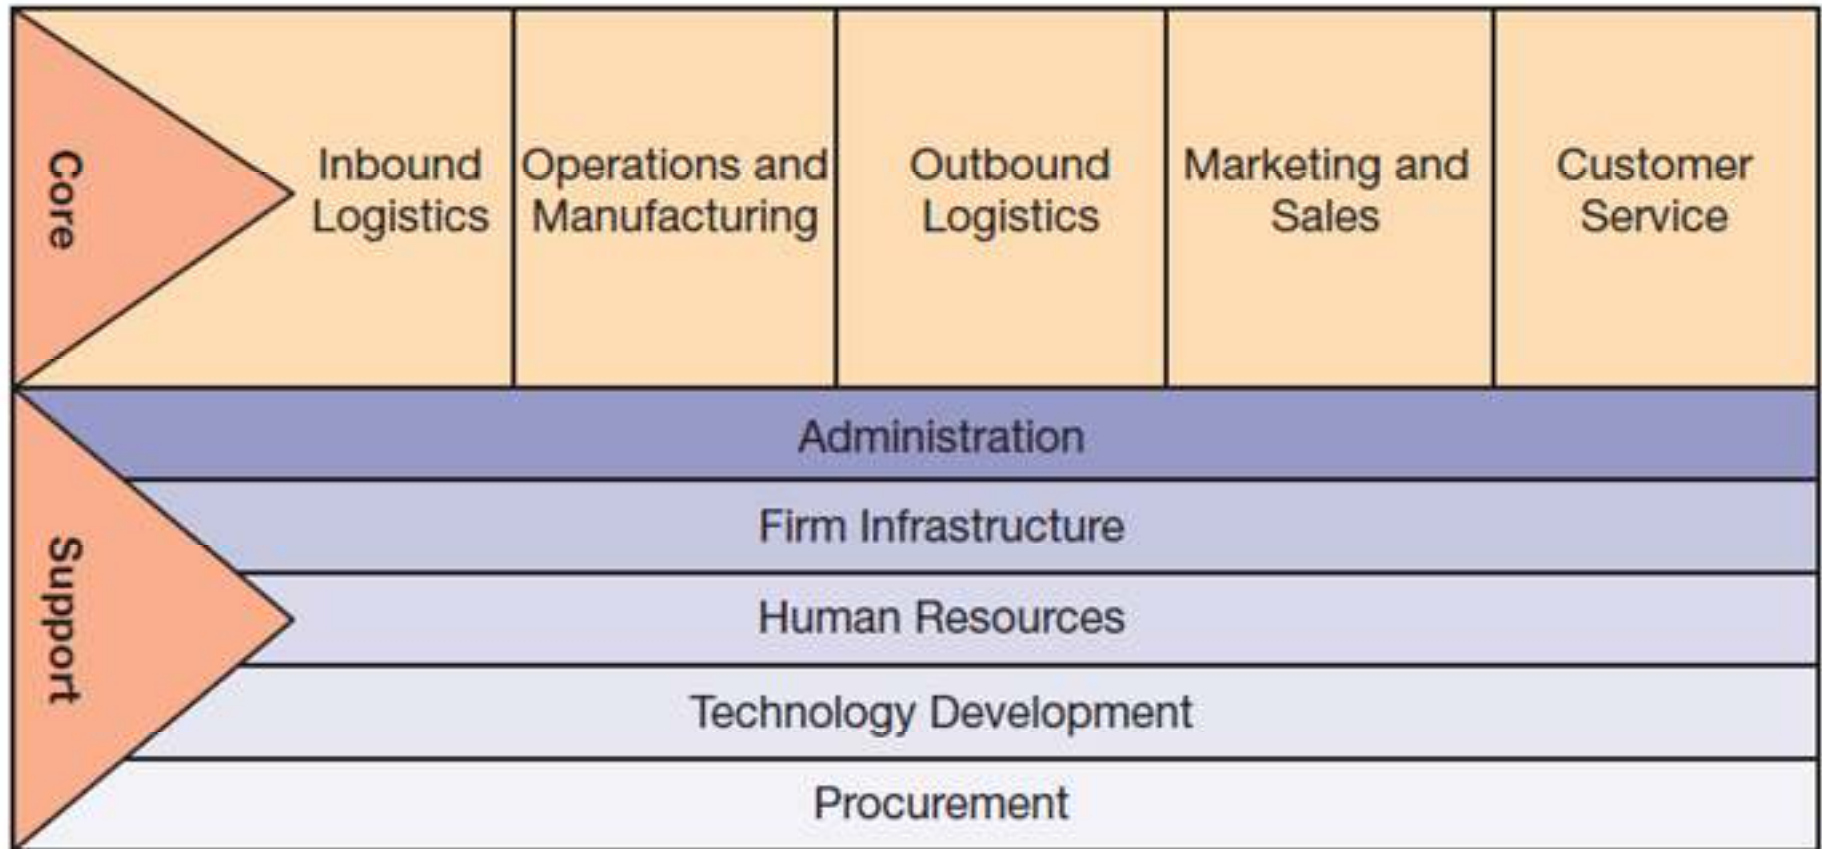 Core
Inbound
Logistics
Operations and
Manufacturing
Outbound
Logistics
Marketing and
Sales
Customer
Service
Support
Administration
Firm Infrastructure
Human Resources
Technology Development
Procurement